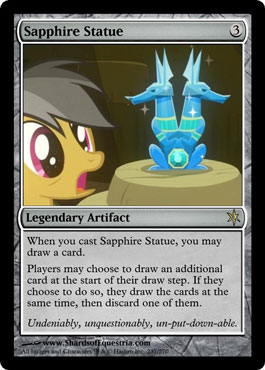 Sapphire Statue 3
Legendary Artifact
When you cast Sapphire Statue, you may
draw a card.
Players may choose to draw an additional
card at the start of their draw step. If they
choose to do so, they draw the cards at the
same time, then discard one of them.
Undeniably, unquestionably, un-put-down-able.
www.ShardsofEquestria.com